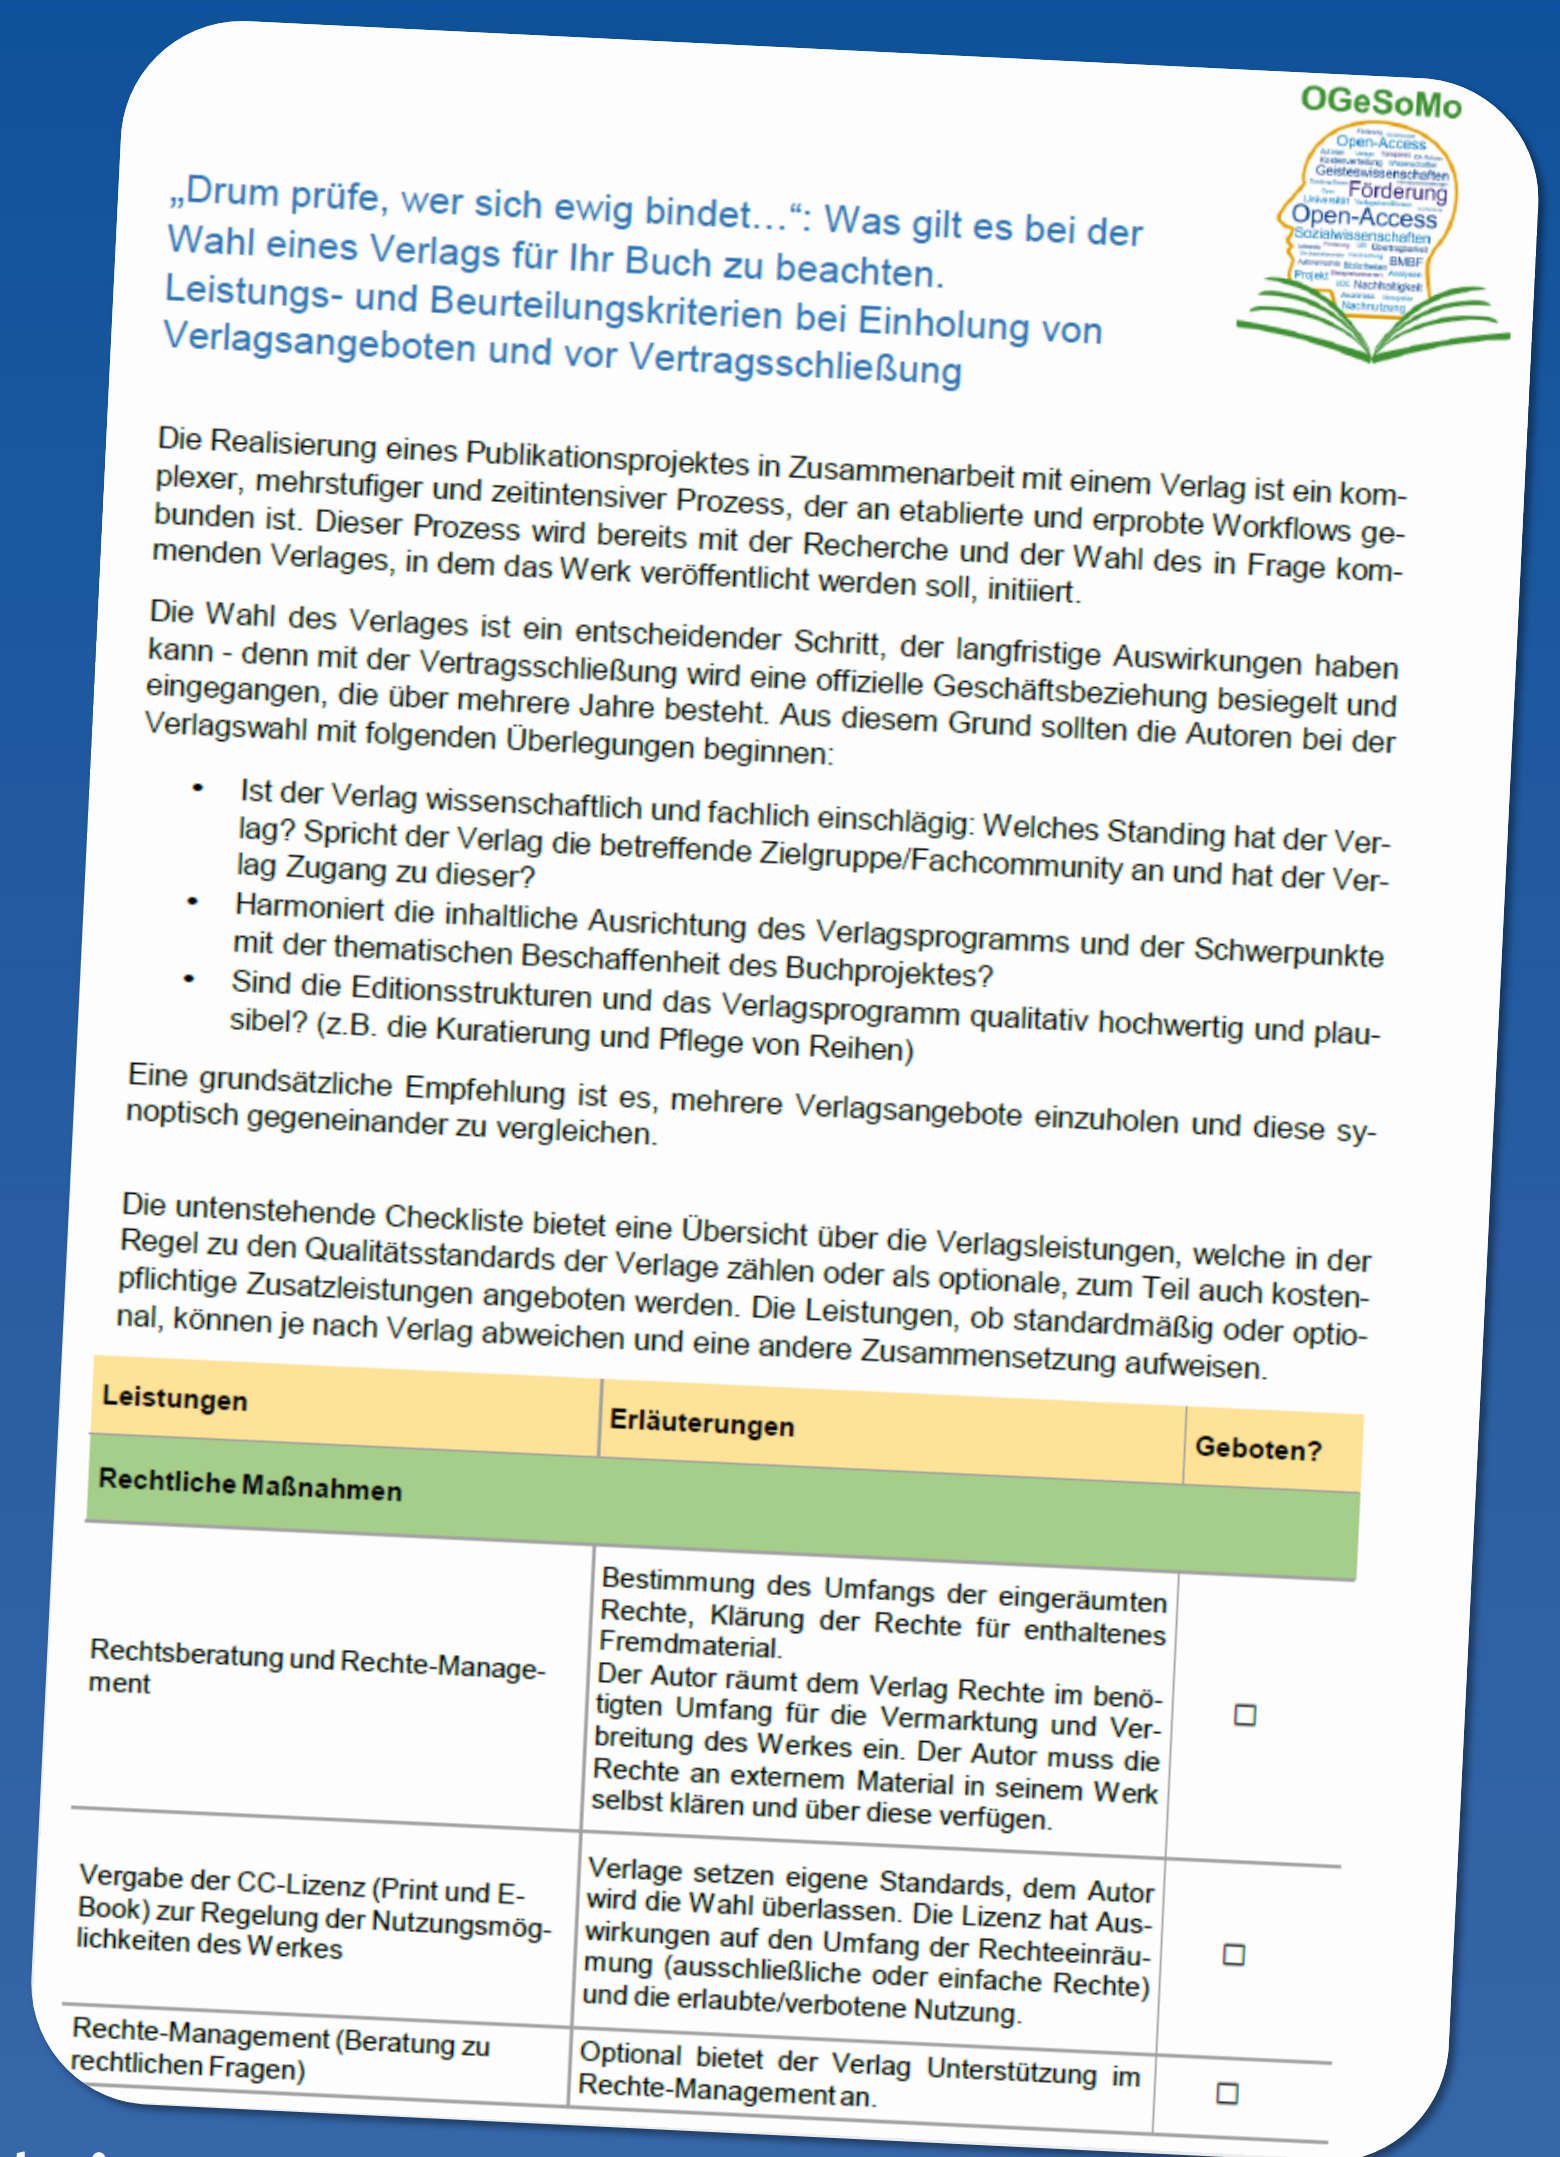 OGeSoMo
Open-Access
Geisteswissenschaften
Förderung
Universität
Open-Access
Sozialwissenschaften
BMBF
Projekt
Nachhaltigkeit
Nachnutzung
„Drum prüfe, wer sich ewig bindet…“: Was gilt es bei der
Wahl eines Verlags für Ihr Buch zu beachten.
Leistungs- und Beurteilungskriterien bei Einholung von
Verlagsangeboten und vor Vertragsschließung
Die Realisierung eines Publikationsprojektes in Zusammenarbeit mit einem Verlag ist ein kom-
plexer, mehrstufiger und zeitintensiver Prozess, der an etablierte und erprobte Workflows ge-
bunden ist. Dieser Prozess wird bereits mit der Recherche und der Wahl des in Frage kom-
menden Verlages, in dem das Werk veröffentlicht werden soll, initiiert.
Die Wahl des Verlages ist ein entscheidender Schritt, der langfristige Auswirkungen haben
kann - denn mit der Vertragsschließung wird eine offizielle Geschäftsbeziehung besiegelt und
eingegangen, die über mehrere Jahre besteht. Aus diesem Grund sollten die Autoren bei der
Verlagswahl mit folgenden Überlegungen beginnen:
• Ist der Verlag wissenschaftlich und fachlich einschlägig: Welches Standing hat der Ver-
lag? Spricht der Verlag die betreffende Zielgruppe/Fachcommunity an und hat der Ver-
lag Zugang zu dieser?
• Harmoniert die inhaltliche Ausrichtung des Verlagsprogramms und der Schwerpunkte
mit der thematischen Beschaffenheit des Buchprojektes?
• Sind die Editionsstrukturen und das Verlagsprogramm qualitativ hochwertig und plau-
sibel? (z.B. die Kuratierung und Pflege von Reihen)
Eine grundsätzliche Empfehlung ist es, mehrere Verlagsangebote einzuholen und diese sy-
noptisch gegeneinander zu vergleichen.
Die untenstehende Checkliste bietet eine Übersicht über die Verlagsleistungen, welche in der
Regel zu den Qualitätsstandards der Verlage zählen oder als optionale, zum Teil auch kosten-
pflichtige Zusatzleistungen angeboten werden. Die Leistungen, ob standardmäßig oder optio-
nal, können je nach Verlag abweichen und eine andere Zusammensetzung aufweisen.
Leistungen
Erläuterungen
Geboten?
Rechtliche Maßnahmen
Rechtsberatung und Rechte-Manage-
ment
Bestimmung des Umfangs der eingeräumten
Rechte, Klärung der Rechte für enthaltenes
Fremdmaterial.
Der Autor räumt dem Verlag Rechte im benö-
tigten Umfang für die Vermarktung und Ver-
breitung des Werkes ein. Der Autor muss die
Rechte an externem Material in seinem Werk
selbst klären und über diese verfügen.
☐
Vergabe der CC-Lizenz (Print und E-
Book) zur Regelung der Nutzungsmög-
lichkeiten des Werkes
Verlage setzen eigene Standards, dem Autor
wird die Wahl überlassen. Die Lizenz hat Aus-
wirkungen auf den Umfang der Rechteeinräu-
mung (ausschließliche oder einfache Rechte)
und die erlaubte/verbotene Nutzung.
☐
Rechte-Management (Beratung zu
rechtlichen Fragen)
Optional bietet der Verlag Unterstützung im
Rechte-Management an.
☐